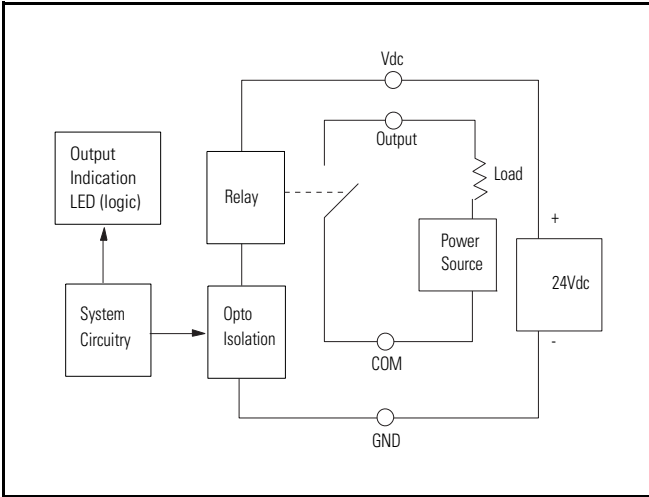 Vdc
Output
Output
Indication
LED (logic)
Relay
Load
+
Power
Source
24Vdc
System
Circuitry
Opto
Isolation
-
COM
GND